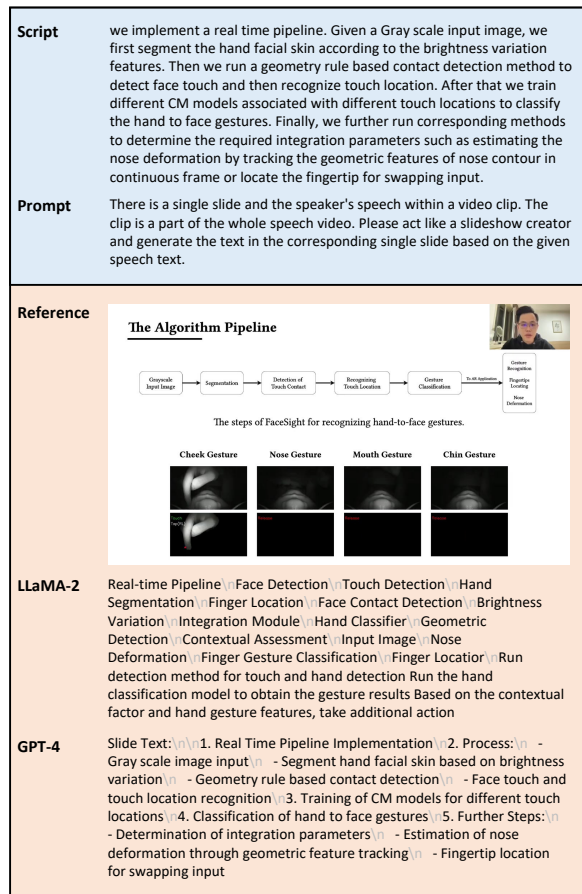 Script
we implement a real time pipeline. Given a Gray scale input image, we
first segment the hand facial skin according to the brightness variation
features. Then we run a geometry rule based contact detection method to
detect face touch and then recognize touch location. After that we train
different CM models associated with different touch locations to classify
the hand to face gestures. Finally, we further run corresponding methods
to determine the required integration parameters such as estimating the
nose deformation by tracking the geometric features of nose contour in
continuous frame or locate the fingertip for swapping input.
Prompt
There is a single slide and the speaker's speech within a video clip. The
clip is a part of the whole speech video. Please act like a slideshow creator
and generate the text in the corresponding single slide based on the given
speech text.
Reference
The Algorithm Pipeline
Grayscale
Input Image
Segmentation
Detection of
Touch Contact
Recognizing
Touch Location
Gesture
Classification
To AR Application
Gesture
Recognition
Fingertips
Locating
Nose
Deformation
The steps of FaceSight for recognizing hand-to-face gestures.
Cheek Gesture
Nose Gesture
Mouth Gesture
Chin Gesture
LLaMA-2
Real-time Pipeline\nFace Detection\nTouch Detection\nHand
Segmentation\nFinger Location\nFace Contact Detection\nBrightness
Variation\nIntegration Module\nHand Classifier\nGeometric
Detection\nContextual Assessment\nInput Image\nNose
Deformation\nFinger Gesture Classification\nFinger Locatior\nRun
detection method for touch and hand detection Run the hand
classification model to obtain the gesture results Based on the contextual
factor and hand gesture features, take additional action
GPT-4
Slide Text:\n\n1. Real Time Pipeline Implementation\n2. Process:\n  -
Gray scale image input\n  - Segment hand facial skin based on brightness
variation\n  - Geometry rule based contact detection\n  - Face touch and
touch location recognition\n3. Training of CM models for different touch
locations\n4. Classification of hand to face gestures\n5. Further Steps:\n
- Determination of integration parameters\n  - Estimation of nose
deformation through geometric feature tracking\n  - Fingertip location
for swapping input